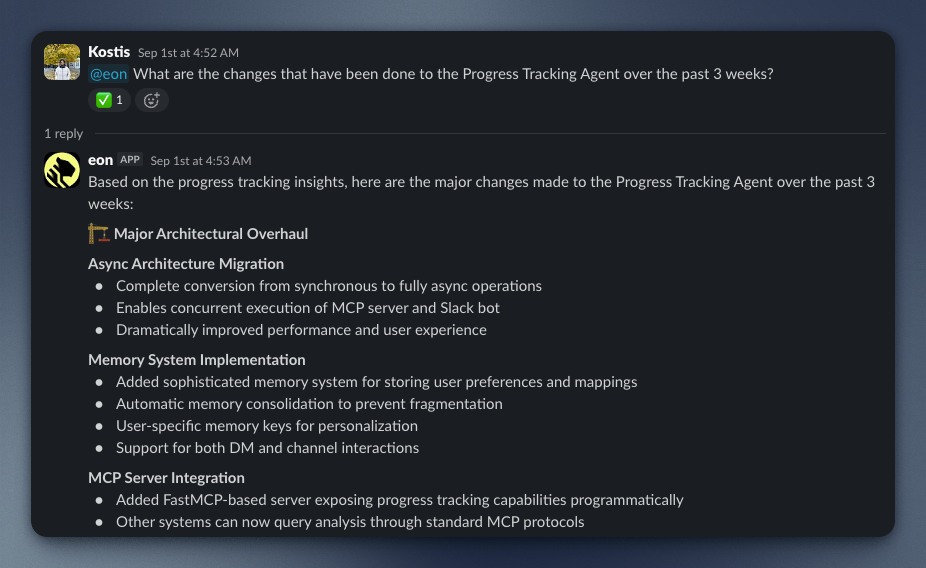 Kostis Sep 1st at 4:52 AM
@eon What are the changes that have been done to the Progress Tracking Agent over the past 3 weeks?
✅ 1
1 reply
eon APP Sep 1st at 4:53 AM
Based on the progress tracking insights, here are the major changes made to the Progress Tracking Agent over the past 3
weeks:
🏗️ Major Architectural Overhaul
Async Architecture Migration
● Complete conversion from synchronous to fully async operations
● Enables concurrent execution of MCP server and Slack bot
● Dramatically improved performance and user experience
Memory System Implementation
● Added sophisticated memory system for storing user preferences and mappings
● Automatic memory consolidation to prevent fragmentation
● User-specific memory keys for personalization
● Support for both DM and channel interactions
MCP Server Integration
● Added FastMCP-based server exposing progress tracking capabilities programmatically
● Other systems can now query analysis through standard MCP protocols